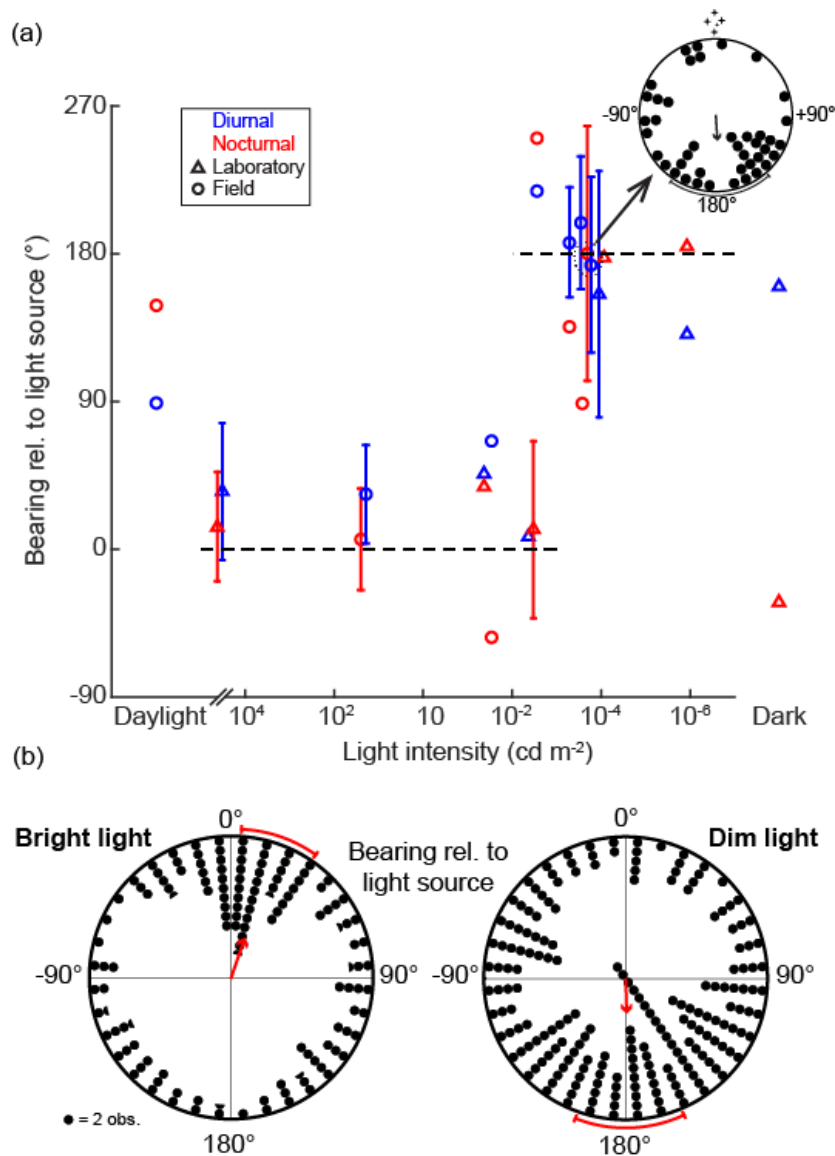 (a)
-90°
+90°
180°
270
180
90
0
-90
Bearing rel. to light source (°)
Diurnal
Nocturnal
Laboratory
Field
Daylight
10⁴
10²
10
10⁻²
10⁻⁴
10⁻⁶
Dark
Light intensity (cd m⁻²)
(b)
Bright light
0°
-90°
90°
180°
= 2 obs.
Bearing rel. to
light source
Dim light
0°
-90°
90°
180°